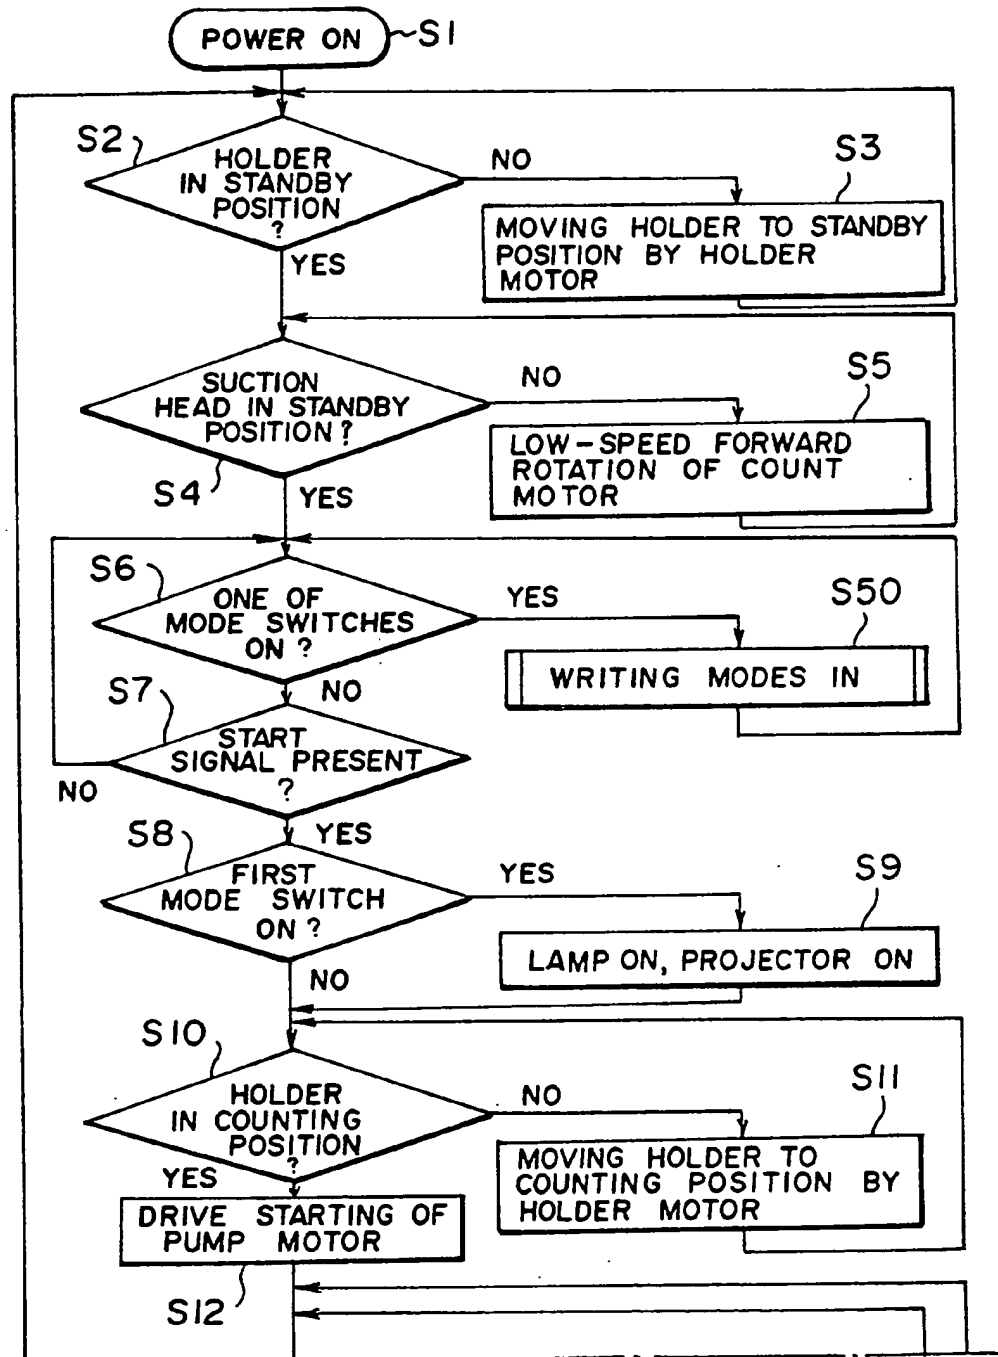 POWER ON
S1
S2
HOLDER
IN STANDBY
POSITION
?
NO
YES
S3
MOVING HOLDER TO STANDBY
POSITION BY HOLDER
MOTOR
SUCTION
HEAD IN STANDBY
POSITION?
S4
NO
YES
S5
LOW-SPEED FORWARD
ROTATION OF COUNT
MOTOR
S6
ONE OF
MODE SWITCHES
ON?
YES
NO
S50
WRITING MODES IN
S7
START
SIGNAL PRESENT
?
NO
YES
S8
FIRST
MODE SWITCH
ON?
YES
NO
S9
LAMP ON, PROJECTOR ON
S10
HOLDER
IN COUNTING
POSITION
?
NO
YES
S11
MOVING HOLDER TO
COUNTING POSITION BY
HOLDER MOTOR
DRIVE STARTING OF
PUMP MOTOR
S12